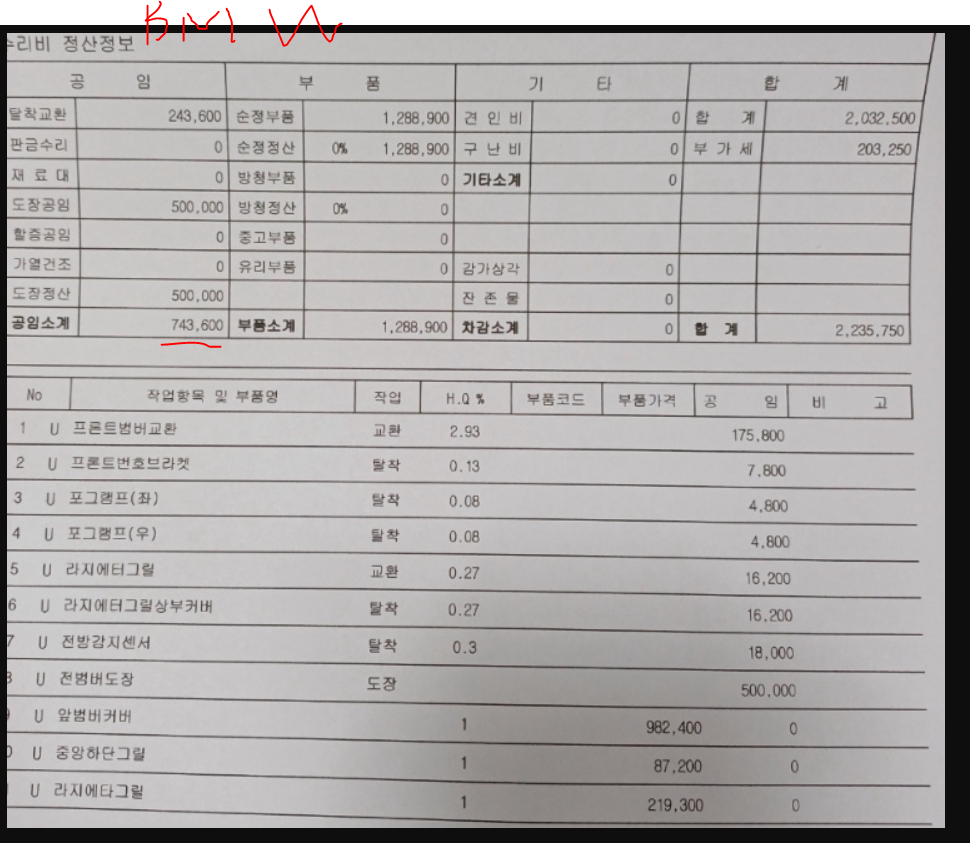 BMW
수리비 정산정보
공 임 부 품 기 타 합 계
탈착교환 243,600 순정부품 1,288,900 견 인 비 0 합 계 2,032,500
판금수리 0 순정정산 0% 1,288,900 구 난 비 0 부 가 세 203,250
재 료 대 0 방청부품 0 기타소계 0
도장공임 500,000 방청정산 0% 0
할증공임 0 중고부품 0
가열건조 0 유리부품 0 감가상각 0
도장정산 500,000 잔 존 물 0
공임소계 743,600 부품소계 1,288,900 차감소계 0 합 계 2,235,750
No 작업항목 및 부품명 작업 H.Q % 부품코드 부품가격 공 임 비 고
1 U 프론트범버교환 교환 2.93 175,800
2 U 프론트번호브라켓 탈착 0.13 7,800
3 U 포그램프(좌) 탈착 0.08 4,800
4 U 포그램프(우) 탈착 0.08 4,800
5 U 라지에터그릴 교환 0.27 16,200
6 U 라지에터그릴상부커버 탈착 0.27 16,200
7 U 전방감지센서 탈착 0.3 18,000
8 U 전범버도장 도장 500,000
9 U 앞범버커버 1 982,400 0
0 U 중앙하단그릴 1 87,200 0
U 라지에타그릴 1 219,300 0